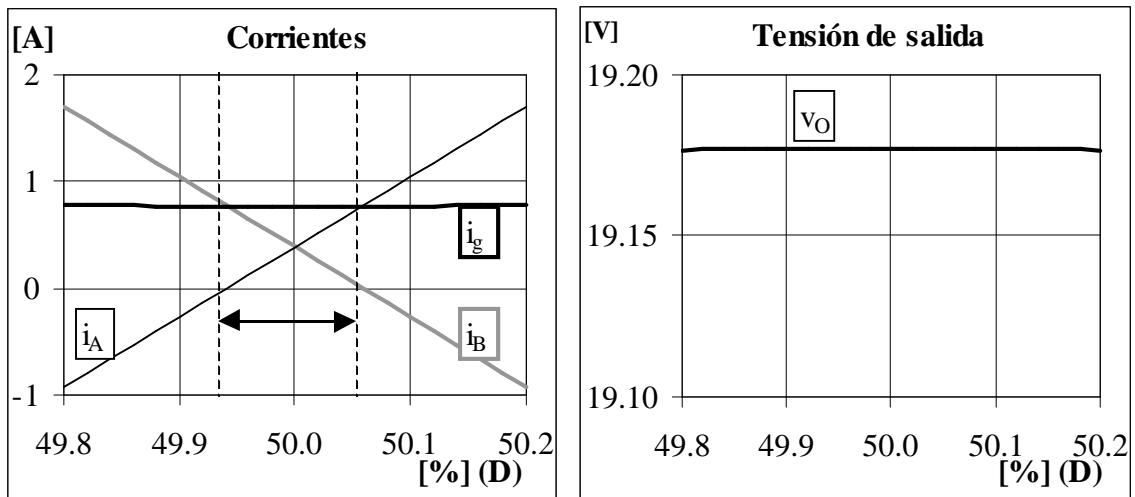 [A]
Corrientes
2
1
0
-1
i_g
i_A
i_B
49.8 49.9 50.0 50.1 50.2
[%] (D)
[V]
Tensión de salida
19.20
19.15
19.10
v_O
49.8 49.9 50.0 50.1 50.2
[%] (D)